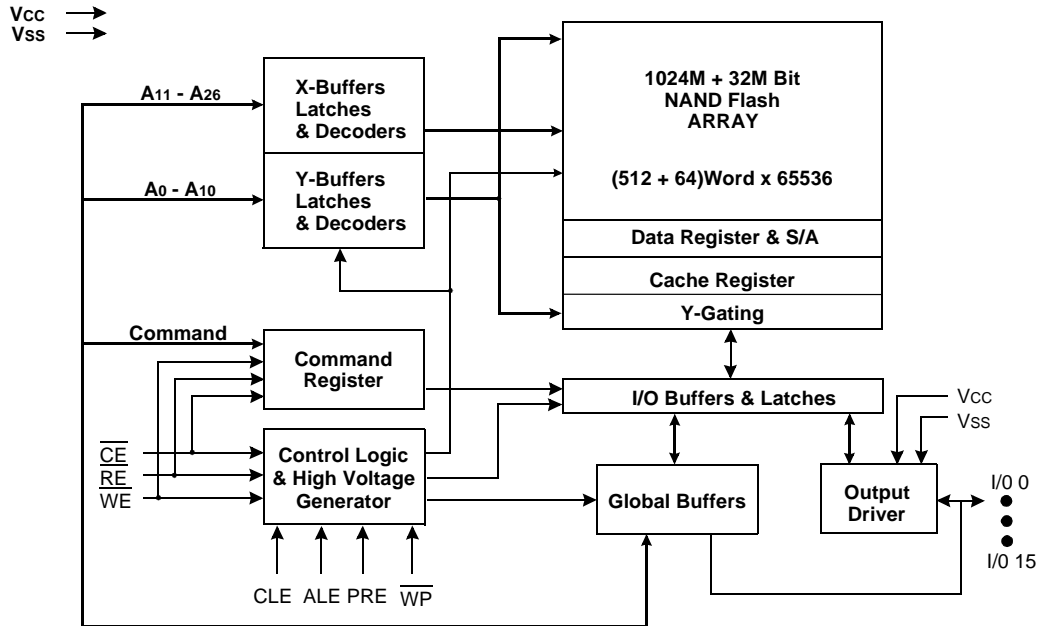 VCC
VSS
A11 - A26
X-Buffers
Latches
& Decoders
A0 - A10
Y-Buffers
Latches
& Decoders
1024M + 32M Bit
NAND Flash
ARRAY
(512 + 64)Word x 65536
Data Register & S/A
Cache Register
Y-Gating
Command
Command
Register
I/O Buffers & Latches
VCC
VSS
CE
RE
WE
Control Logic
& High Voltage
Generator
Global Buffers
Output
Driver
I/0 0
I/0 15
CLE ALE PRE WP